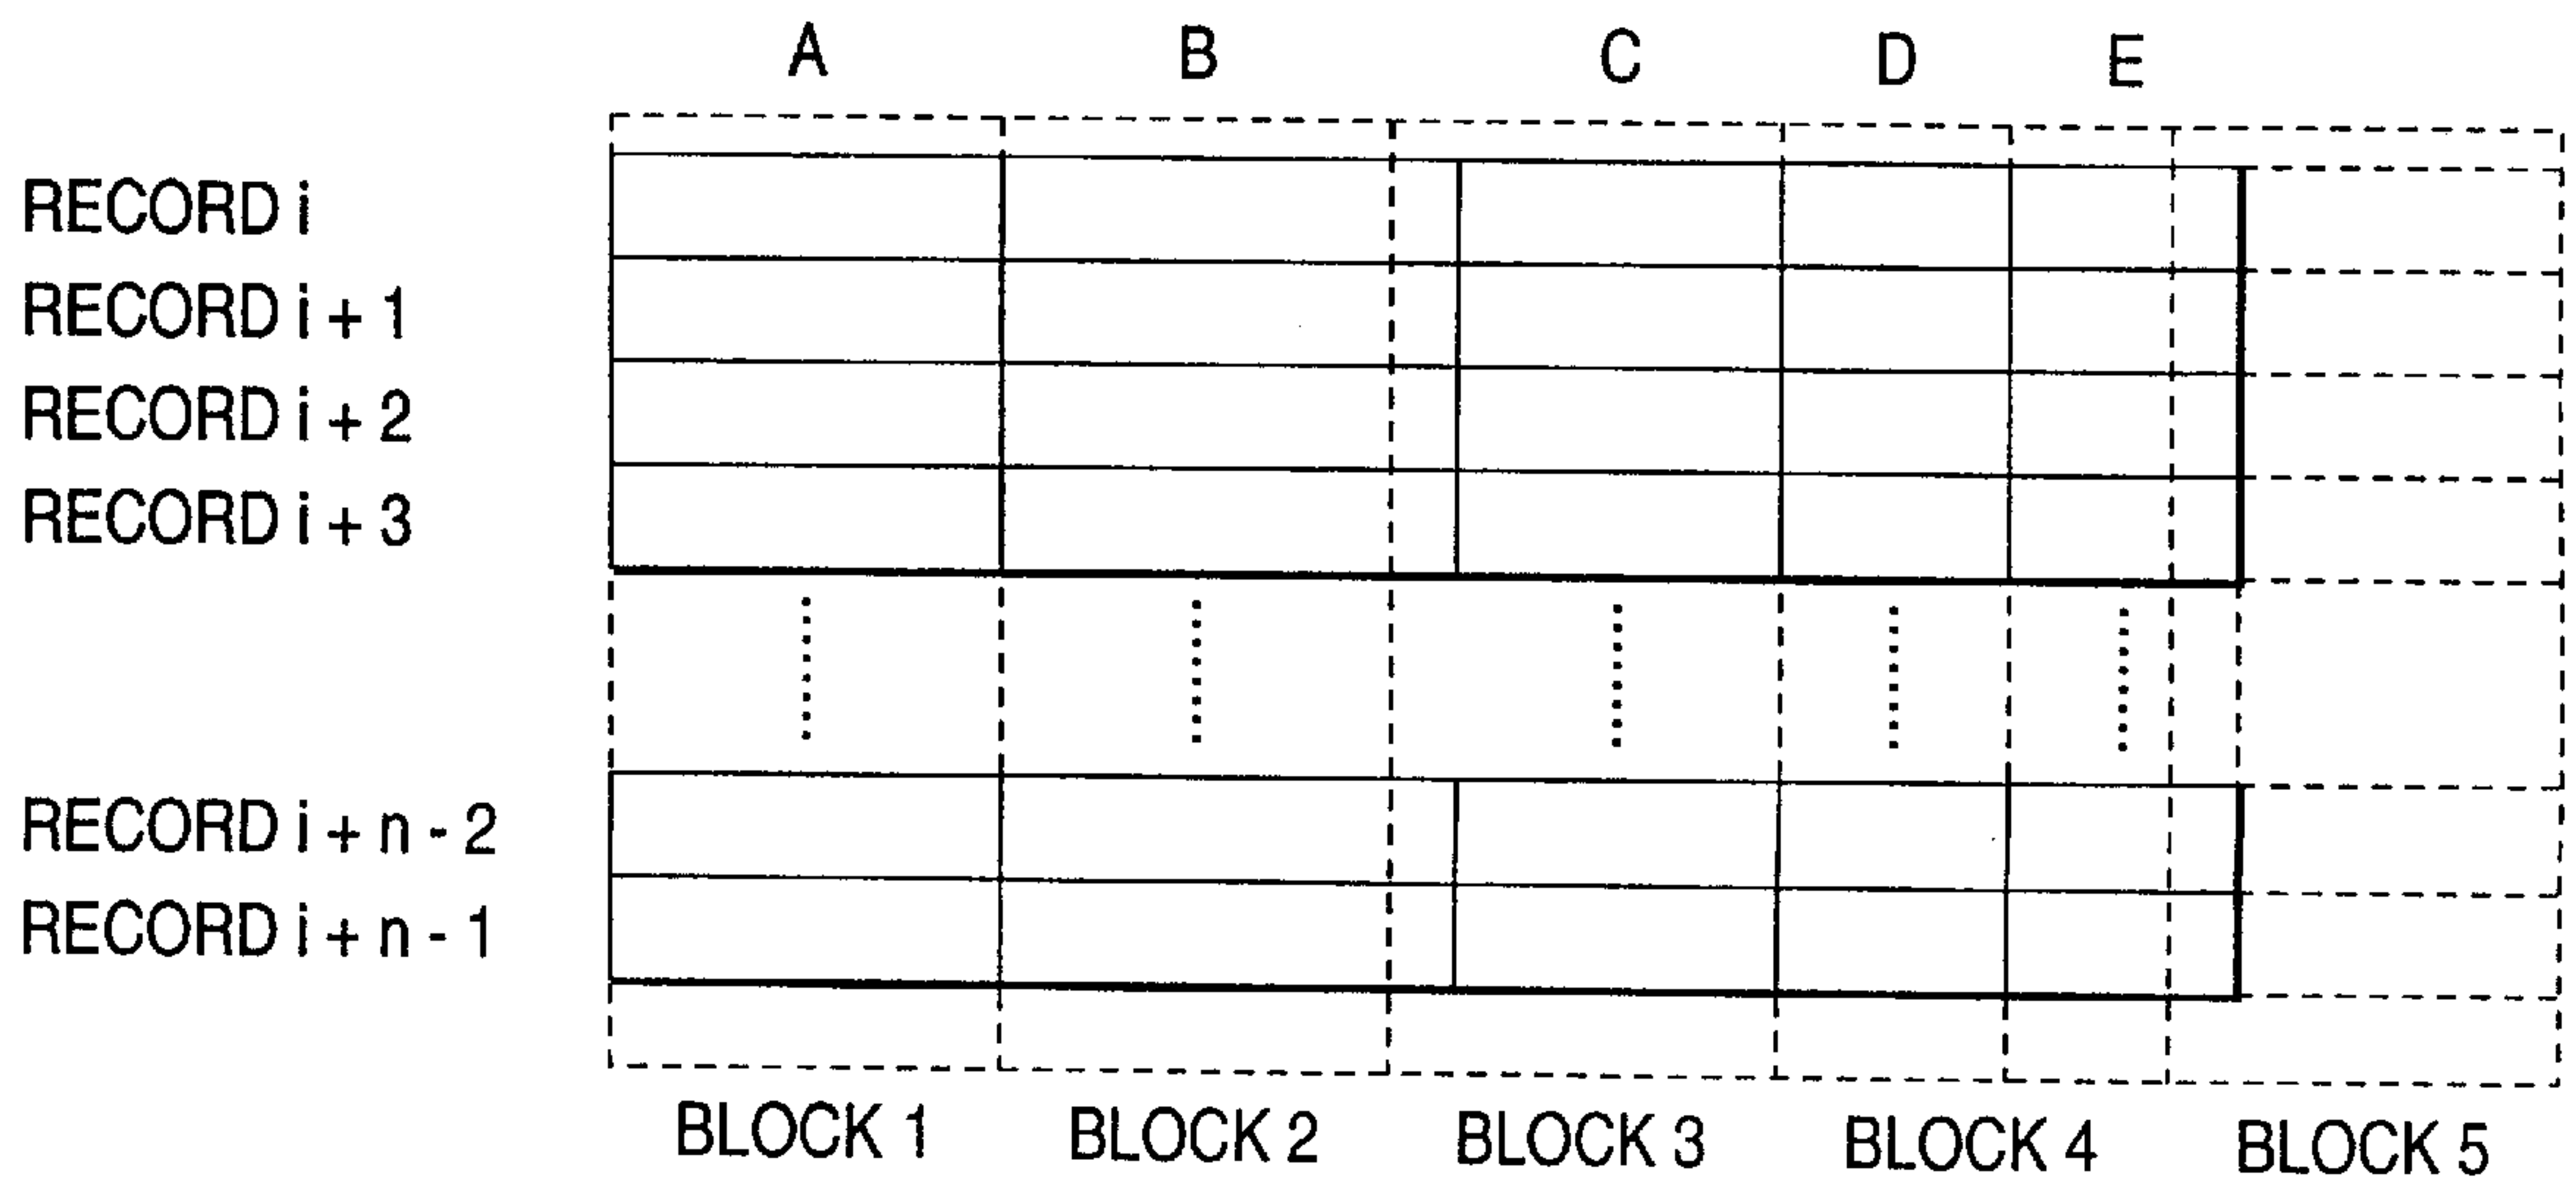 A B C D E
RECORD i
RECORD i + 1
RECORD i + 2
RECORD i + 3
RECORD i + n - 2
RECORD i + n - 1
BLOCK 1 BLOCK 2 BLOCK 3 BLOCK 4 BLOCK 5